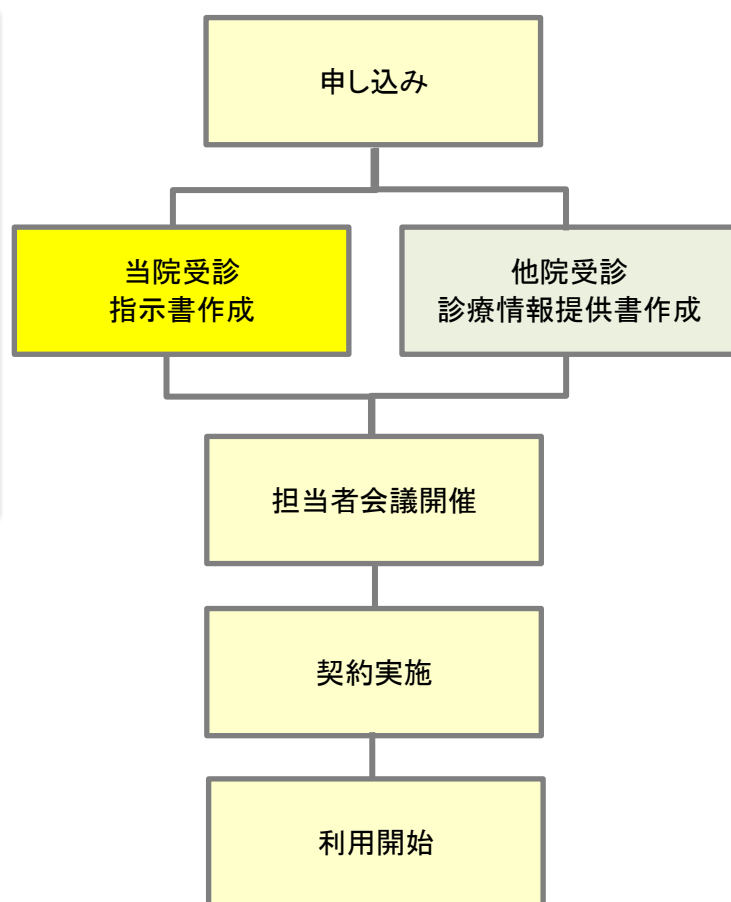 申し込み
当院受診
指示書作成
他院受診
診療情報提供書作成
担当者会議開催
契約実施
利用開始